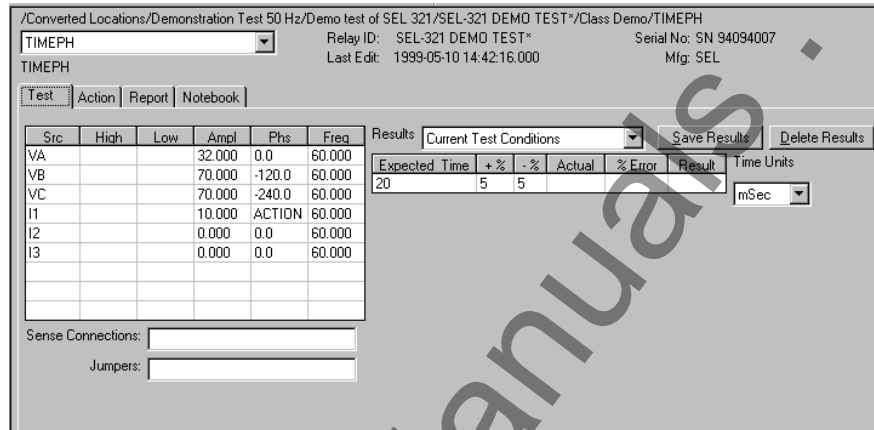 /Converted Locations/Demonstration Test 50 Hz/Demo test of SEL 321/SEL-321 DEMO TEST*/Class Demo/TIMEPH
TIMEPH Relay ID: SEL-321 DEMO TEST* Serial No: SN 94094007
TIMEPH Last Edit: 1999-05-10 14:42:16.000 Mfg: SEL
Test Action Report Notebook
Results Current Test Conditions Save Results Delete Results
Src High Low Ampl Phs Freq
VA 32.000 0.0 60.000
VB 70.000 -120.0 60.000
VC 70.000 -240.0 60.000
I1 10.000 ACTION 60.000
I2 0.000 0.0 60.000
I3 0.000 0.0 60.000
Expected Time + % - % Actual % Error Result
20 5 5
Time Units
mSec
Sense Connections:
Jumpers:
anuals.